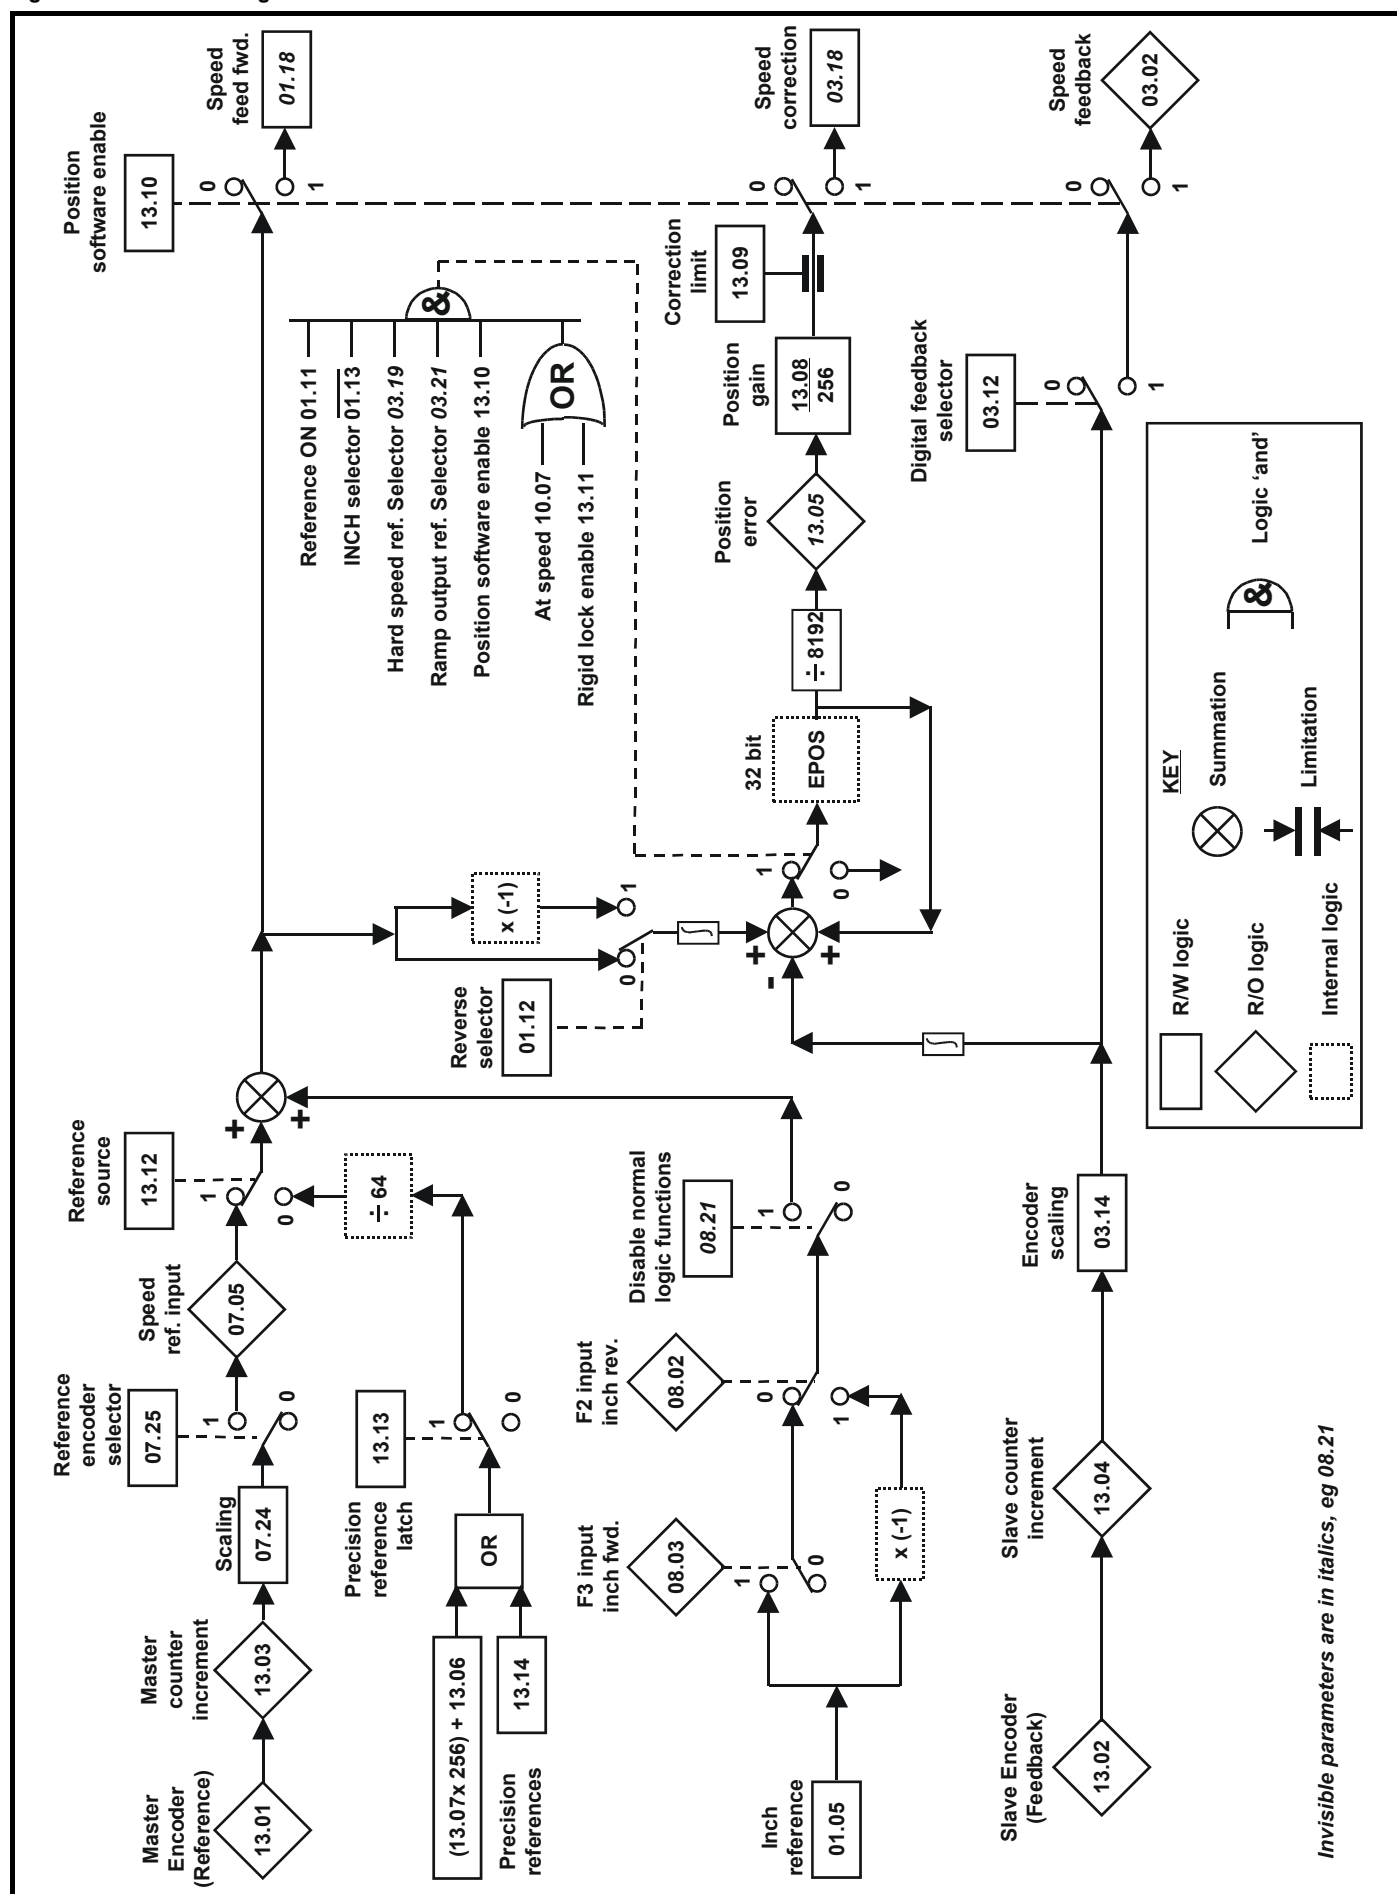 Master
Encoder
(Reference)
13.01
Master
counter
increment
13.03
Scaling
07.24
Reference
encoder
selector
07.25
1
0
Speed
ref. input
07.05
Reference
source
13.12
1
0
+
+
÷ 64
(13.07x 256) + 13.06
13.14
Precision
references
OR
Precision
reference
latch
13.13
1
0
Inch
reference
01.05
F3 input
inch fwd.
08.03
1
0
x (-1)
F2 input
inch rev.
08.02
0
1
Disable normal
logic functions
08.21
1
0
Slave Encoder
(Feedback)
13.02
Slave counter
increment
13.04
Encoder
scaling
03.14
Reverse
selector
01.12
x (-1)
0
1
+
-
+
1
0
32 bit
EPOS
÷ 8192
Position
error
13.05
Position
gain
13.08
256
Correction
limit
13.09
Reference ON 01.11
INCH selector 01.13
Hard speed ref. Selector 03.19
Ramp output ref. Selector 03.21
Position software enable 13.10
At speed 10.07
Rigid lock enable 13.11
OR
&
Digital feedback
selector
03.12
0
1
Position
software enable
13.10
0
1
Speed
feed fwd.
01.18
0
1
Speed
correction
03.18
0
1
Speed
feedback
03.02
KEY
R/W logic
R/O logic
Internal logic
Summation
Limitation
&
Logic ‘and’
Invisible parameters are in italics, eg 08.21